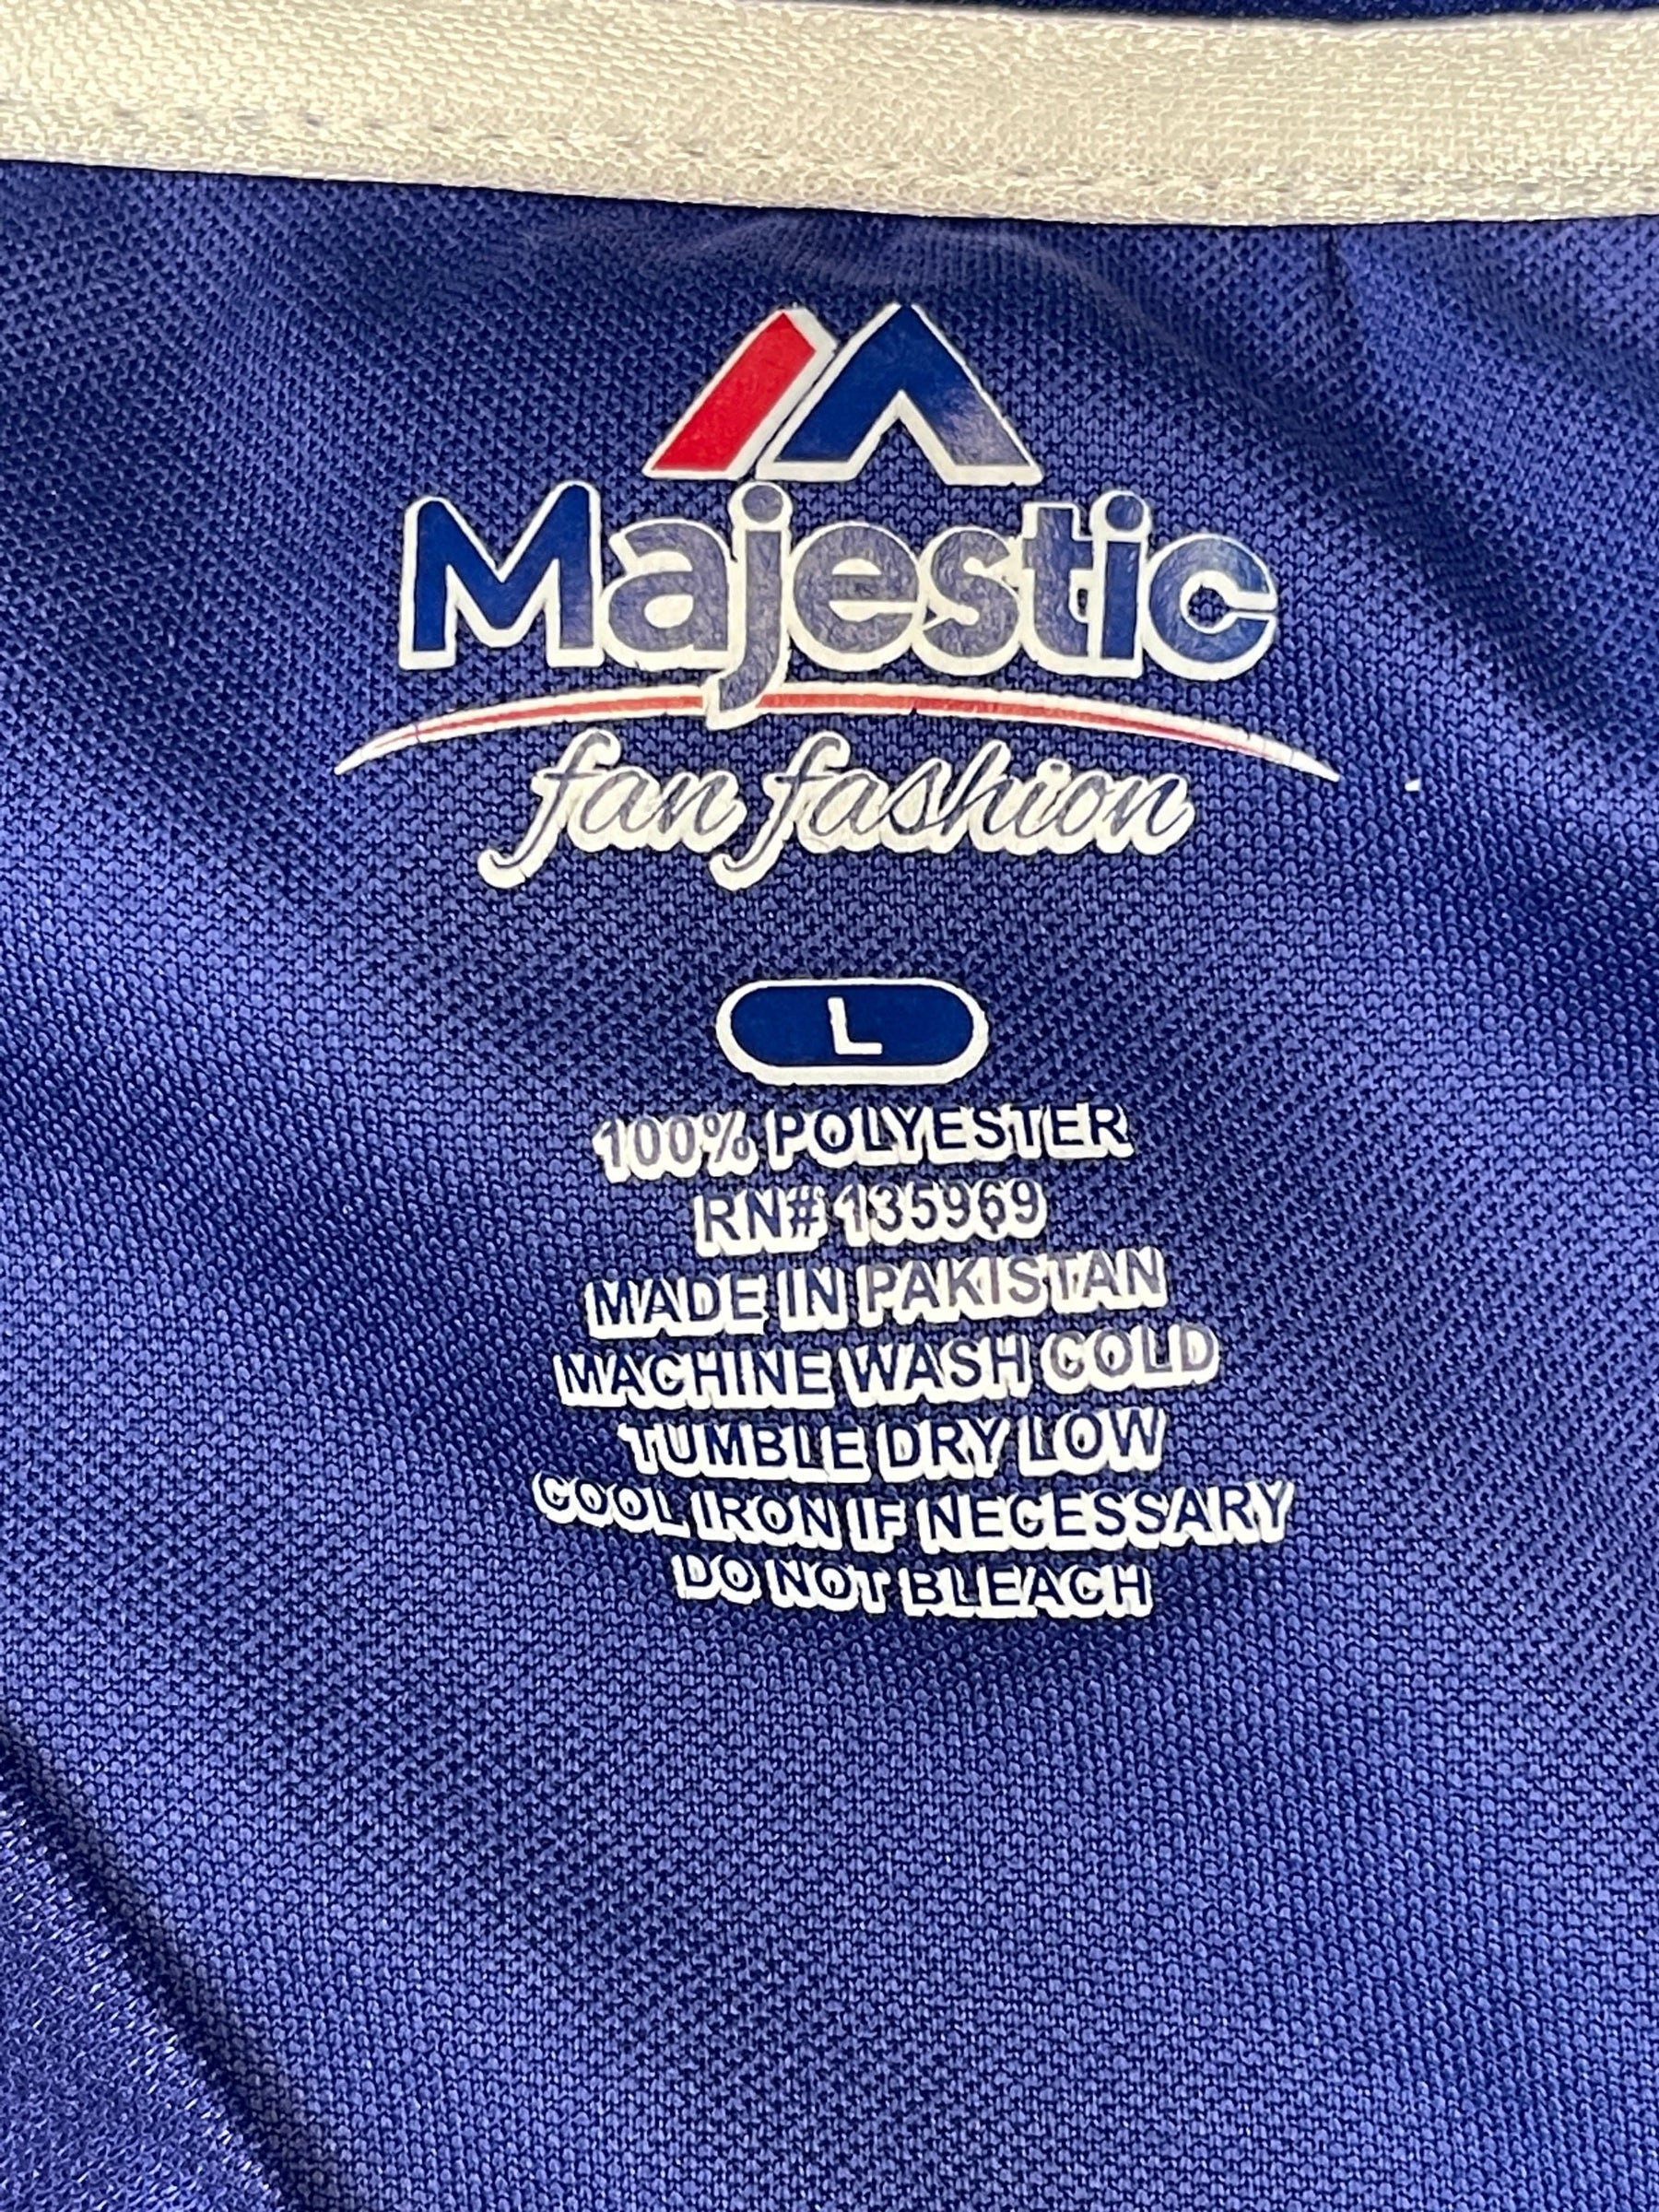 Majestic
fan fashion
L
100% POLYESTER
RN# 135969
MADE IN PAKISTAN
MACHINE WASH COLD
TUMBLE DRY LOW
COOL IRON IF NECESSARY
DO NOT BLEACH